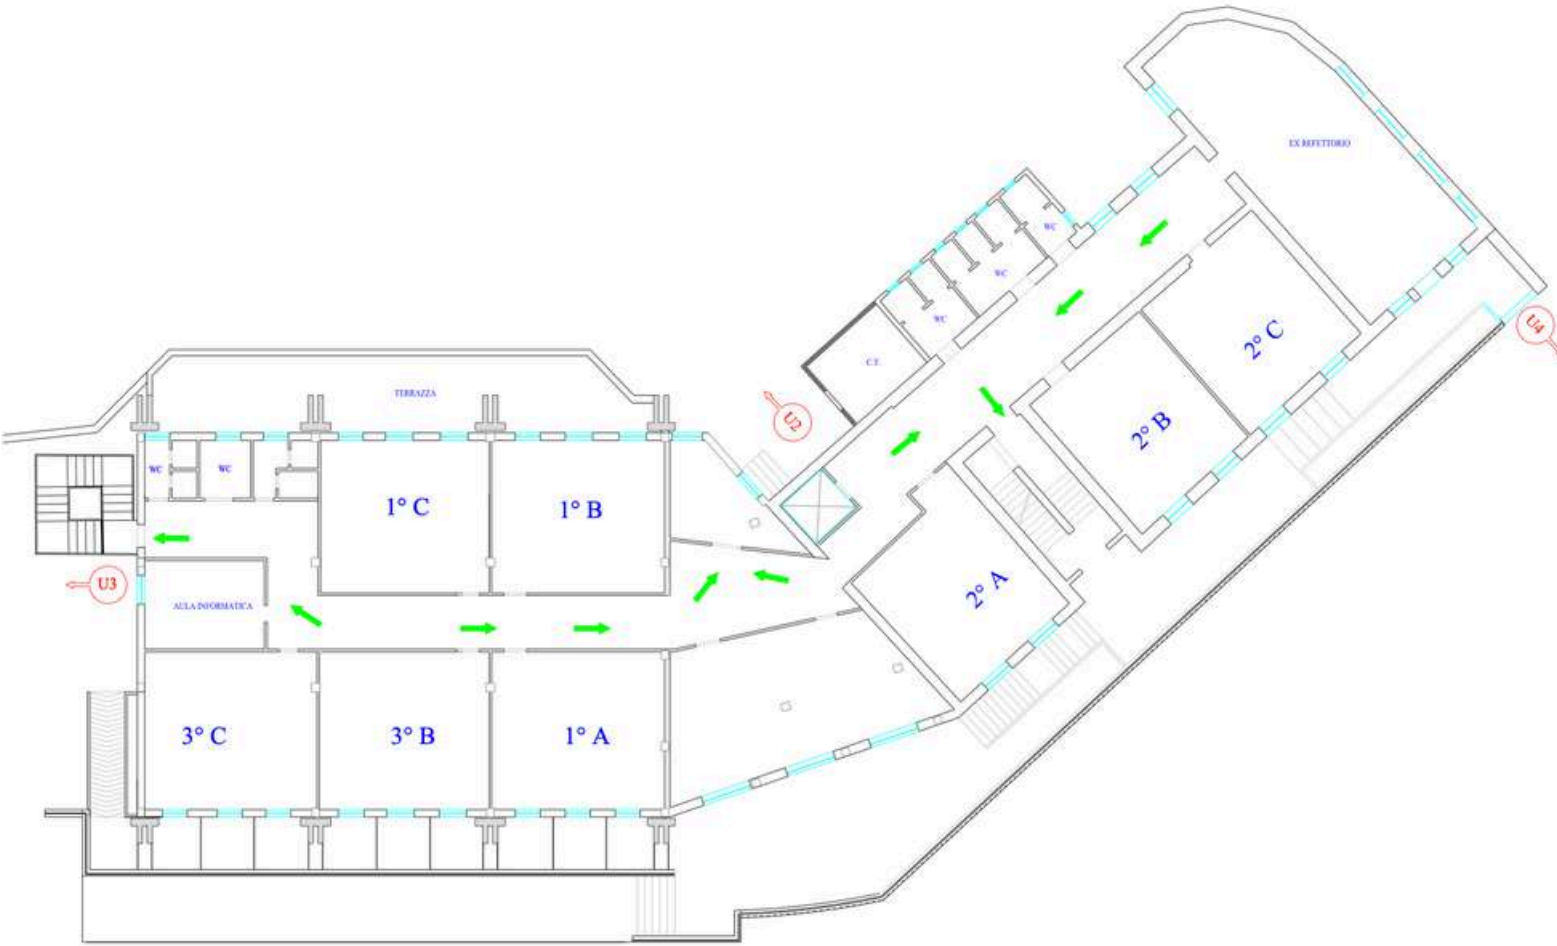 EX REFETTORIO
WC
WC
WC
C.T.
2° C
U4
2° B
U2
TERRAZZA
WC
WC
1° C
1° B
U3
AULA INFORMATICA
2° A
3° C
3° B
1° A